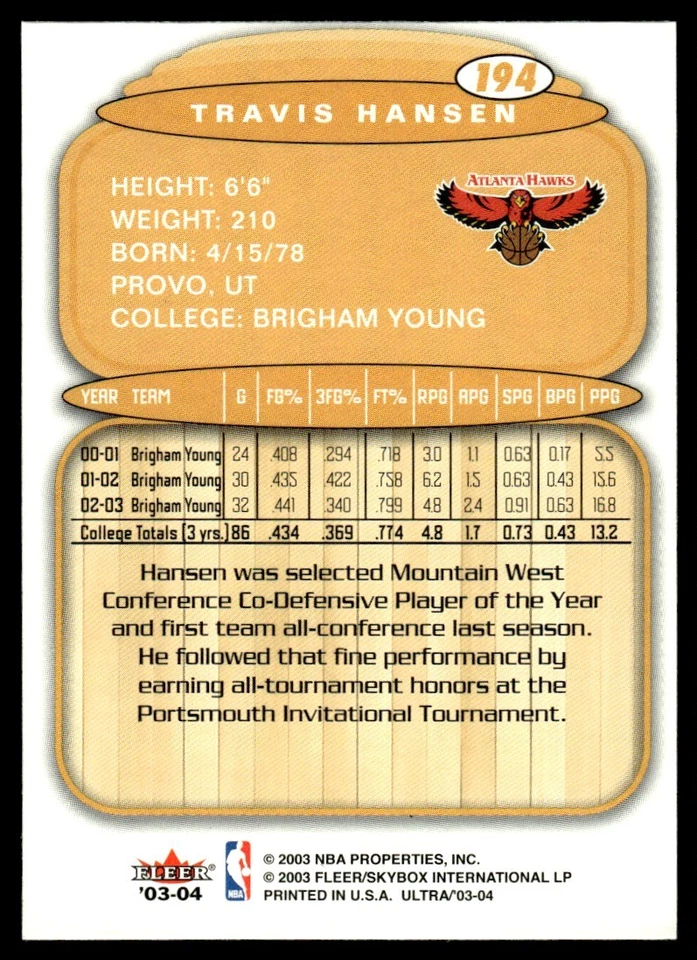 194
TRAVIS HANSEN
ATLANTA HAWKS
HEIGHT: 6'6"
WEIGHT: 210
BORN: 4/15/78
PROVO, UT
COLLEGE: BRIGHAM YOUNG
YEAR TEAM G FG% 3FG% FT% RPG APG SPG BPG PPG
00-01 Brigham Young 24 .408 .294 .718 3.0 1.1 0.63 0.17 5.5
01-02 Brigham Young 30 .435 .422 .758 6.2 1.5 0.63 0.43 15.6
02-03 Brigham Young 32 .441 .340 .799 4.8 2.4 0.91 0.63 16.8
College Totals (3 yrs.) 86 .434 .369 .774 4.8 1.7 0.73 0.43 13.2
Hansen was selected Mountain West
Conference Co-Defensive Player of the Year
and first team all-conference last season.
He followed that fine performance by
earning all-tournament honors at the
Portsmouth Invitational Tournament.
FLEER®
'03-04
NBA
© 2003 NBA PROPERTIES, INC.
© 2003 FLEER/SKYBOX INTERNATIONAL LP
PRINTED IN U.S.A. ULTRA/'03-04